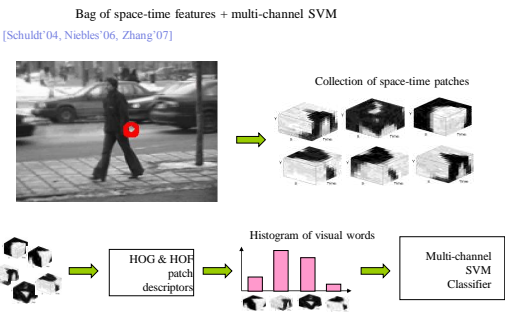 Bag of space-time features + multi-channel SVM
[Schuldt'04, Niebles'06, Zhang'07]
Collection of space-time patches
HOG & HOF
patch
descriptors
Histogram of visual words
Multi-channel
SVM
Classifier